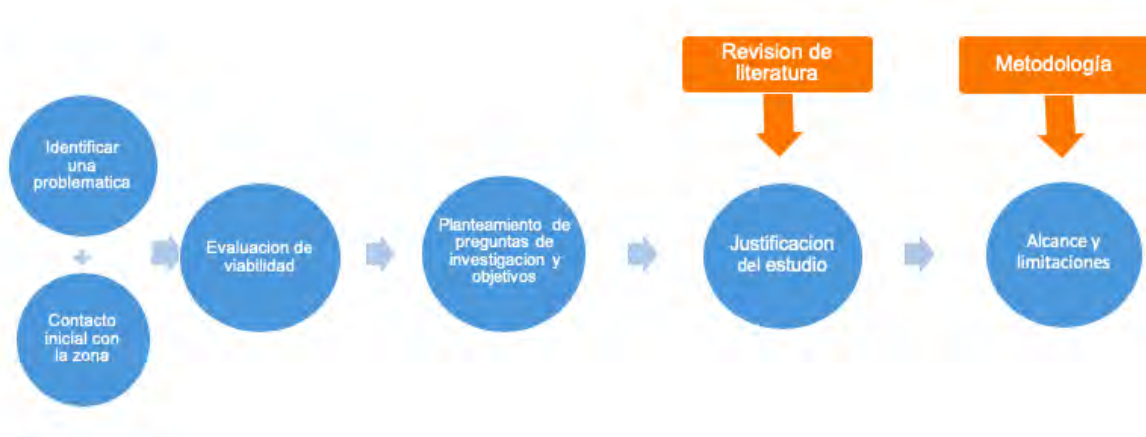 Revision de
literatura
Metodología
Identificar
una
problematica
Contacto
inicial con
la zona
Evaluacion de
viabilidad
Planteamiento de
preguntas de
investigacion y
objetivos
Justificacion
del estudio
Alcance y
limitaciones